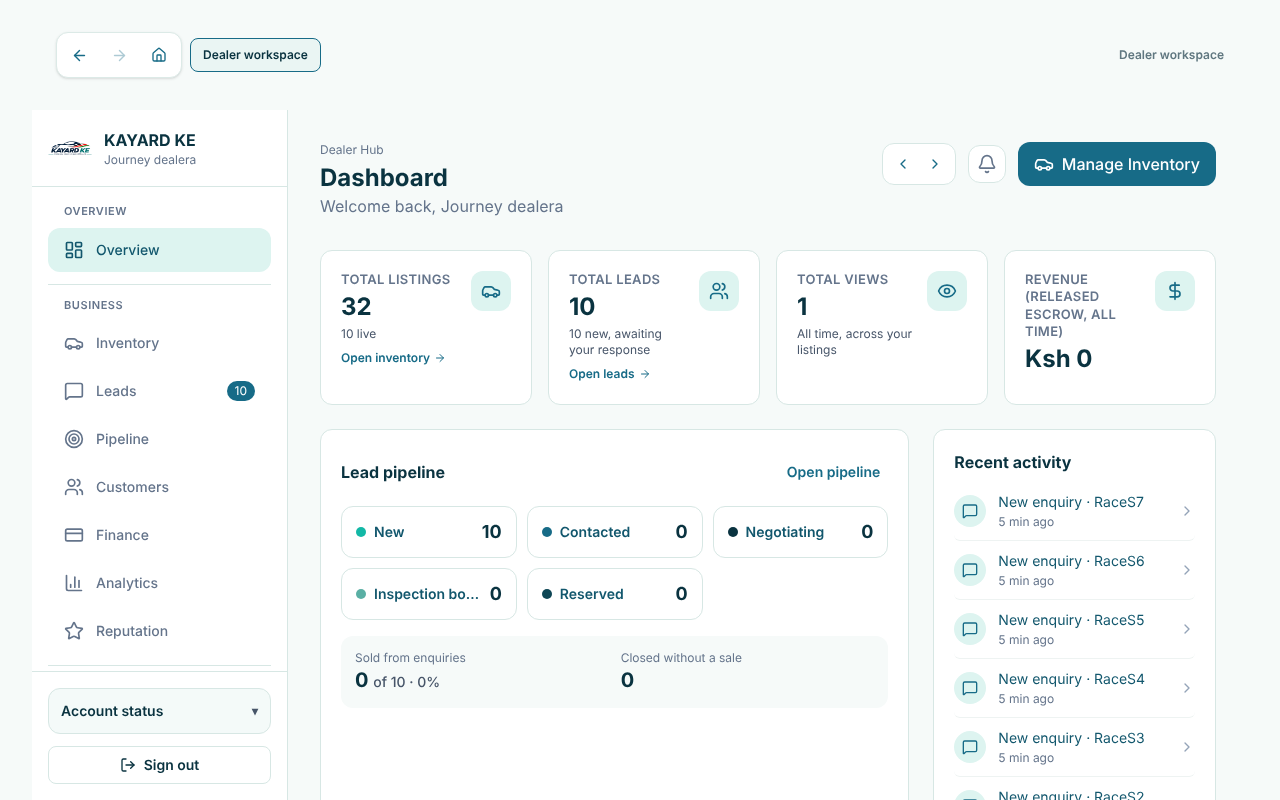 Dealer workspace
Dealer workspace
KAYARD KE
KAYARD KE
Journey dealera
OVERVIEW
Overview
BUSINESS
Inventory
Leads
10
Pipeline
Customers
Finance
Analytics
Reputation
Account status
Sign out
Dealer Hub
Dashboard
Welcome back, Journey dealera
Manage Inventory
TOTAL LISTINGS
32
10 live
Open inventory →
TOTAL LEADS
10
10 new, awaiting
your response
Open leads →
TOTAL VIEWS
1
All time, across your
listings
REVENUE
(RELEASED
ESCROW, ALL
TIME)
Ksh 0
Lead pipeline
Open pipeline
New 10
Contacted 0
Negotiating 0
Inspection bo... 0
Reserved 0
Sold from enquiries
0 of 10 · 0%
Closed without a sale
0
Recent activity
New enquiry · RaceS7
5 min ago
New enquiry · RaceS6
5 min ago
New enquiry · RaceS5
5 min ago
New enquiry · RaceS4
5 min ago
New enquiry · RaceS3
5 min ago
New enquiry · RaceS2